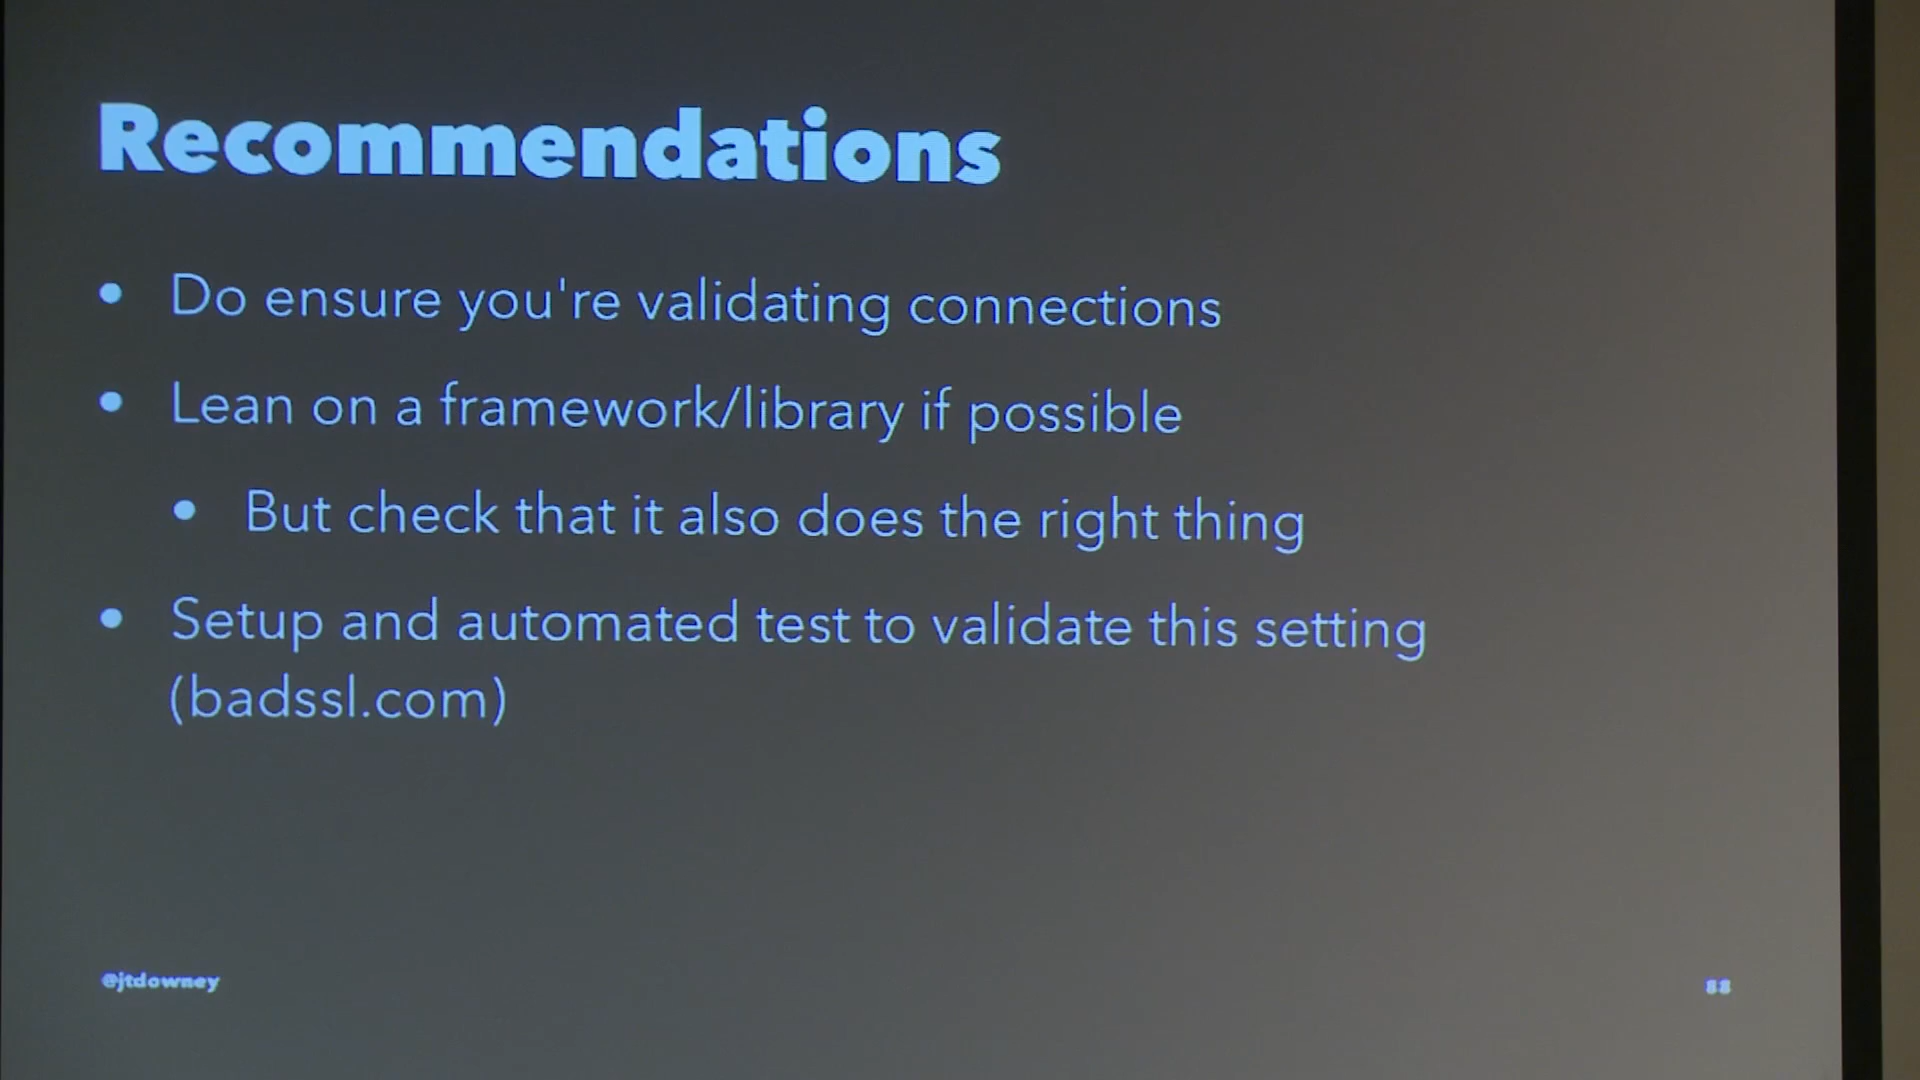 Recommendations
• Do ensure you're validating connections
• Lean on a framework/library if possible
• But check that it also does the right thing
• Setup and automated test to validate this setting
(badssl.com)
@jtdowney
88